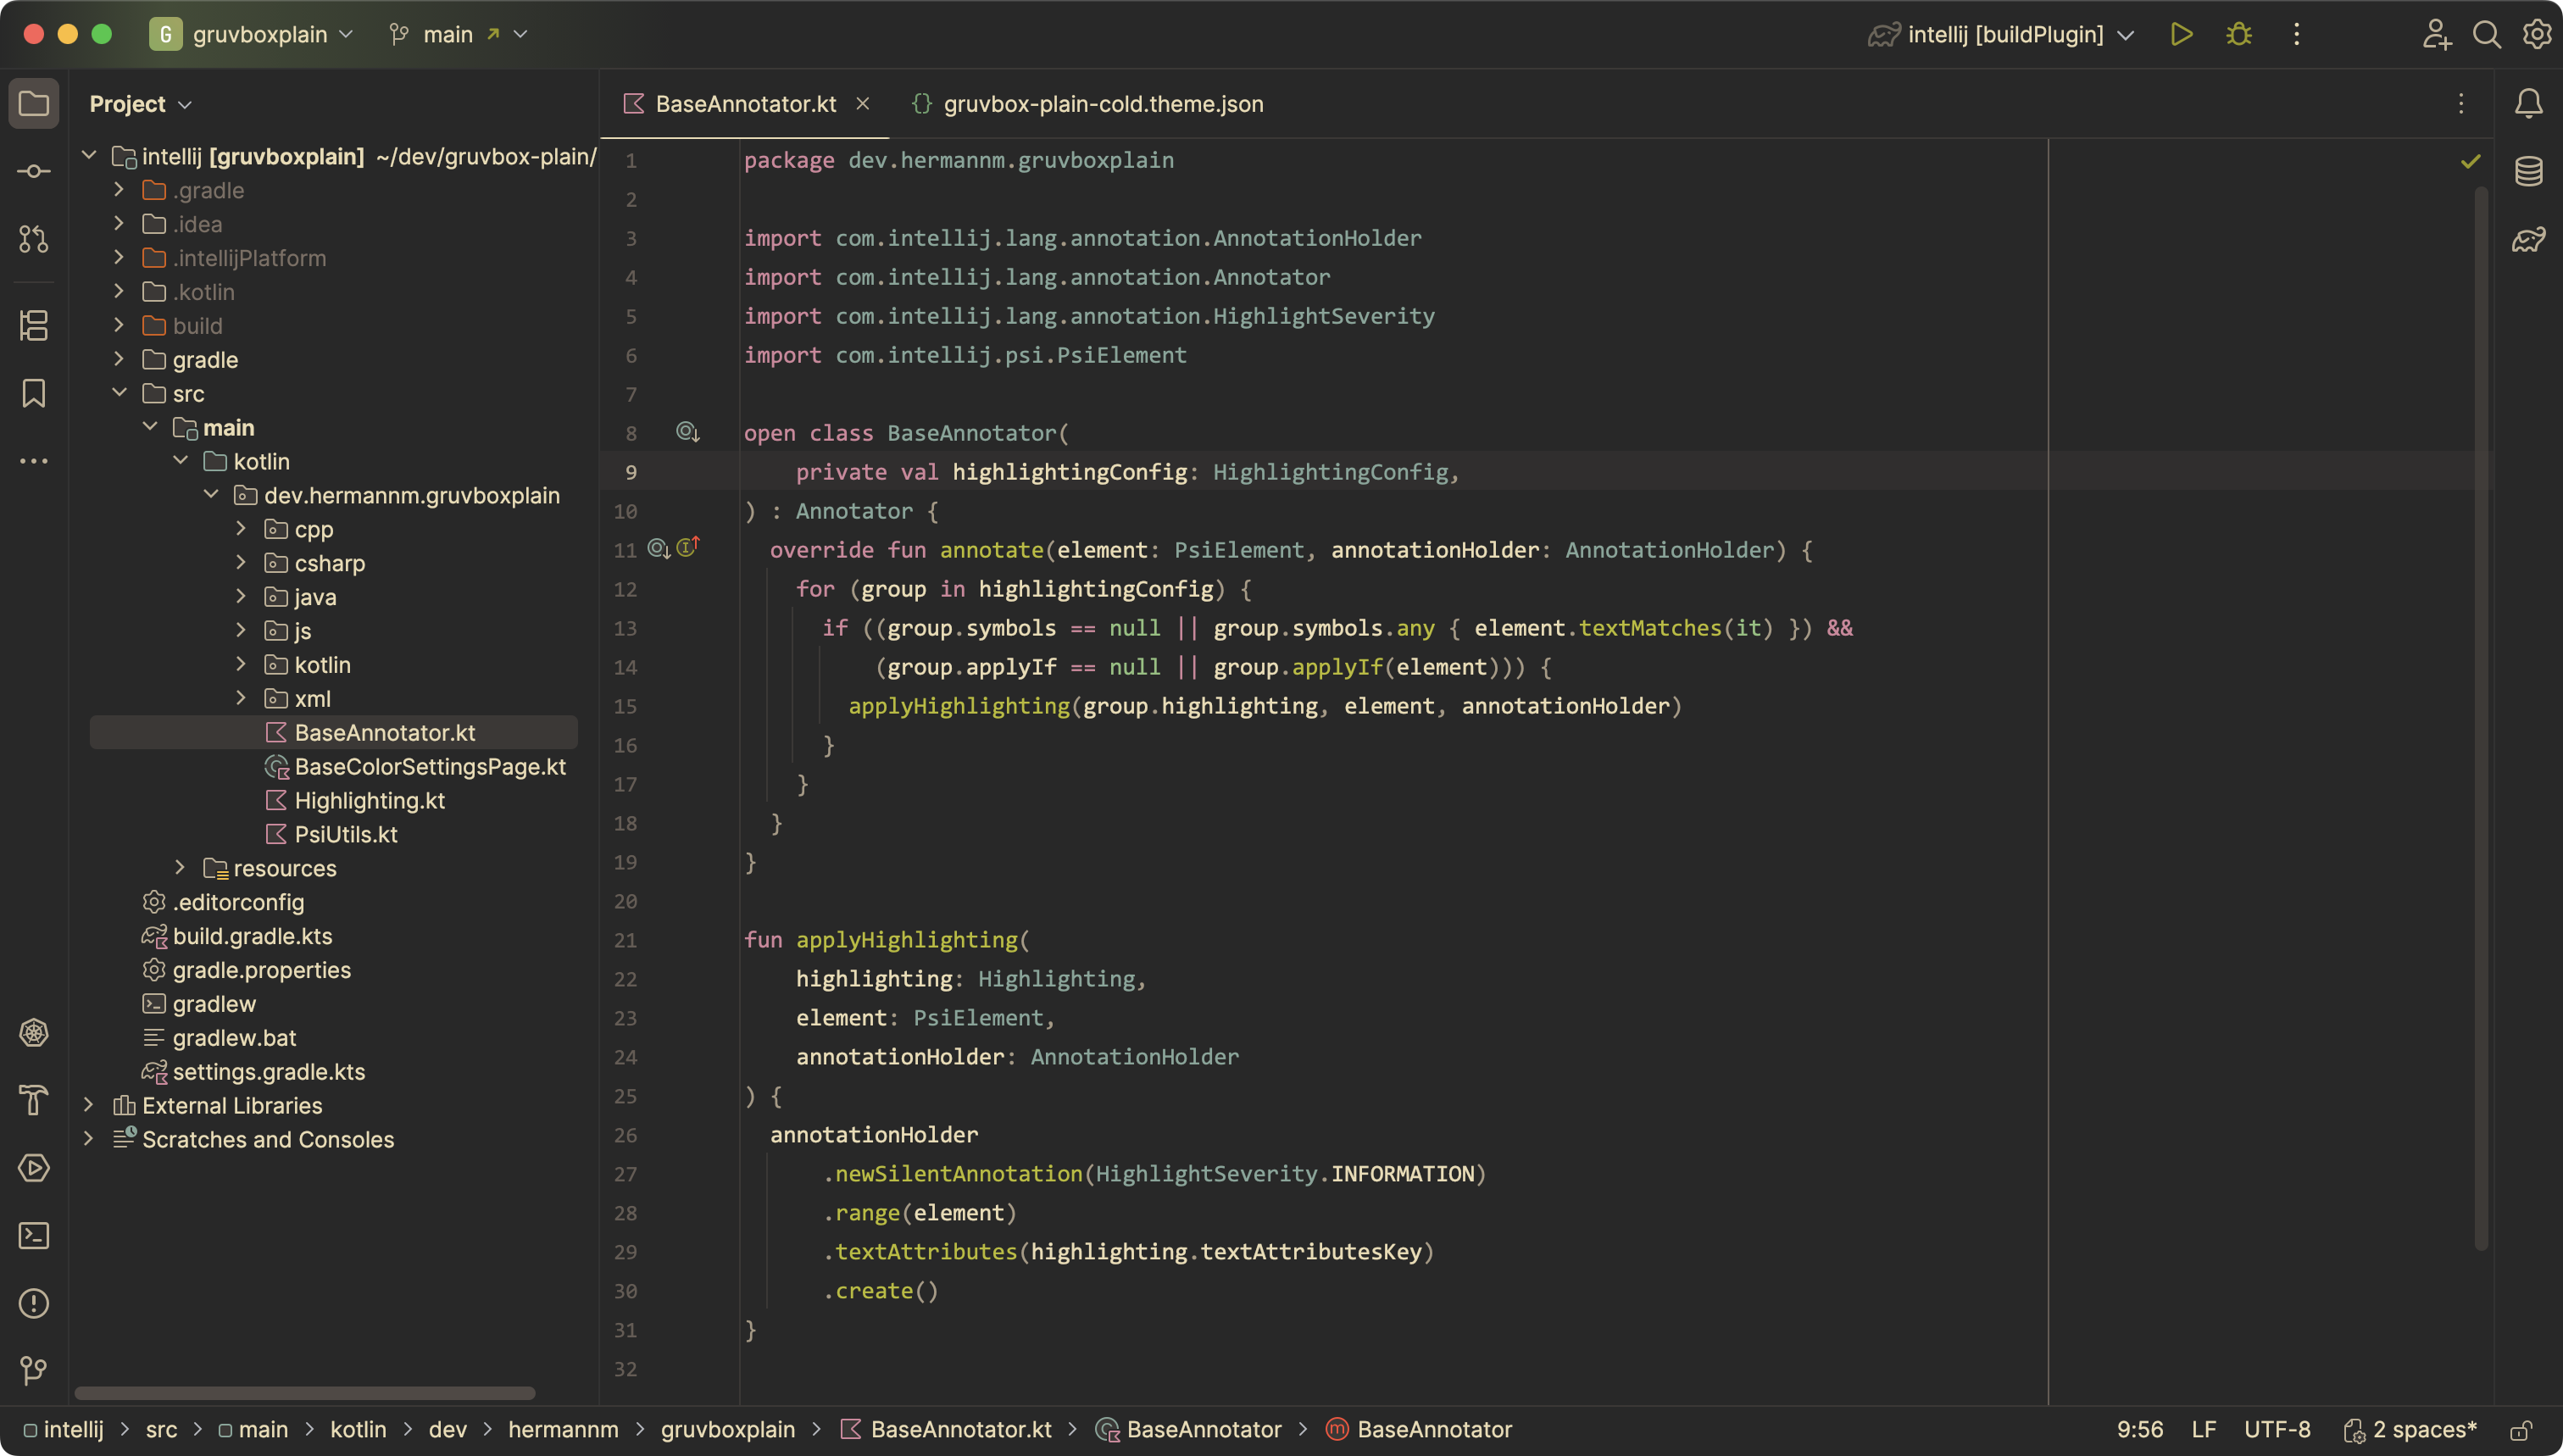 G gruvboxplain main intellij [buildPlugin]
Project
intellij [gruvboxplain] ~/dev/gruvbox-plain/
.gradle
.idea
.intellijPlatform
.kotlin
build
gradle
src
main
kotlin
dev.hermannm.gruvboxplain
cpp
csharp
java
js
kotlin
xml
BaseAnnotator.kt
BaseColorSettingsPage.kt
Highlighting.kt
PsiUtils.kt
resources
.editorconfig
build.gradle.kts
gradle.properties
gradlew
gradlew.bat
settings.gradle.kts
External Libraries
Scratches and Consoles
BaseAnnotator.kt gruvbox-plain-cold.theme.json
1 package dev.hermannm.gruvboxplain
2
3 import com.intellij.lang.annotation.AnnotationHolder
4 import com.intellij.lang.annotation.Annotator
5 import com.intellij.lang.annotation.HighlightSeverity
6 import com.intellij.psi.PsiElement
7
8 open class BaseAnnotator(
9     private val highlightingConfig: HighlightingConfig,
10 ) : Annotator {
11   override fun annotate(element: PsiElement, annotationHolder: AnnotationHolder) {
12     for (group in highlightingConfig) {
13       if ((group.symbols == null || group.symbols.any { element.textMatches(it) }) &&
14           (group.applyIf == null || group.applyIf(element))) {
15         applyHighlighting(group.highlighting, element, annotationHolder)
16       }
17     }
18   }
19 }
20
21 fun applyHighlighting(
22     highlighting: Highlighting,
23     element: PsiElement,
24     annotationHolder: AnnotationHolder
25 ) {
26   annotationHolder
27       .newSilentAnnotation(HighlightSeverity.INFORMATION)
28       .range(element)
29       .textAttributes(highlighting.textAttributesKey)
30       .create()
31 }
32
intellij > src > main > kotlin > dev > hermannm > gruvboxplain > BaseAnnotator.kt > BaseAnnotator > m BaseAnnotator 9:56 LF UTF-8 2 spaces*